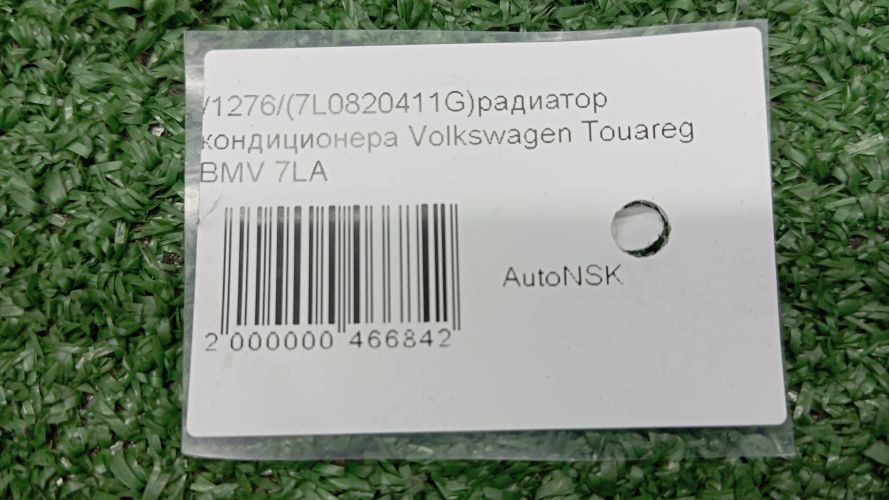 /1276/(7L0820411G)радиатор
кондиционера Volkswagen Touareg
BMV 7LA
AutoNSK
2 000000 466842